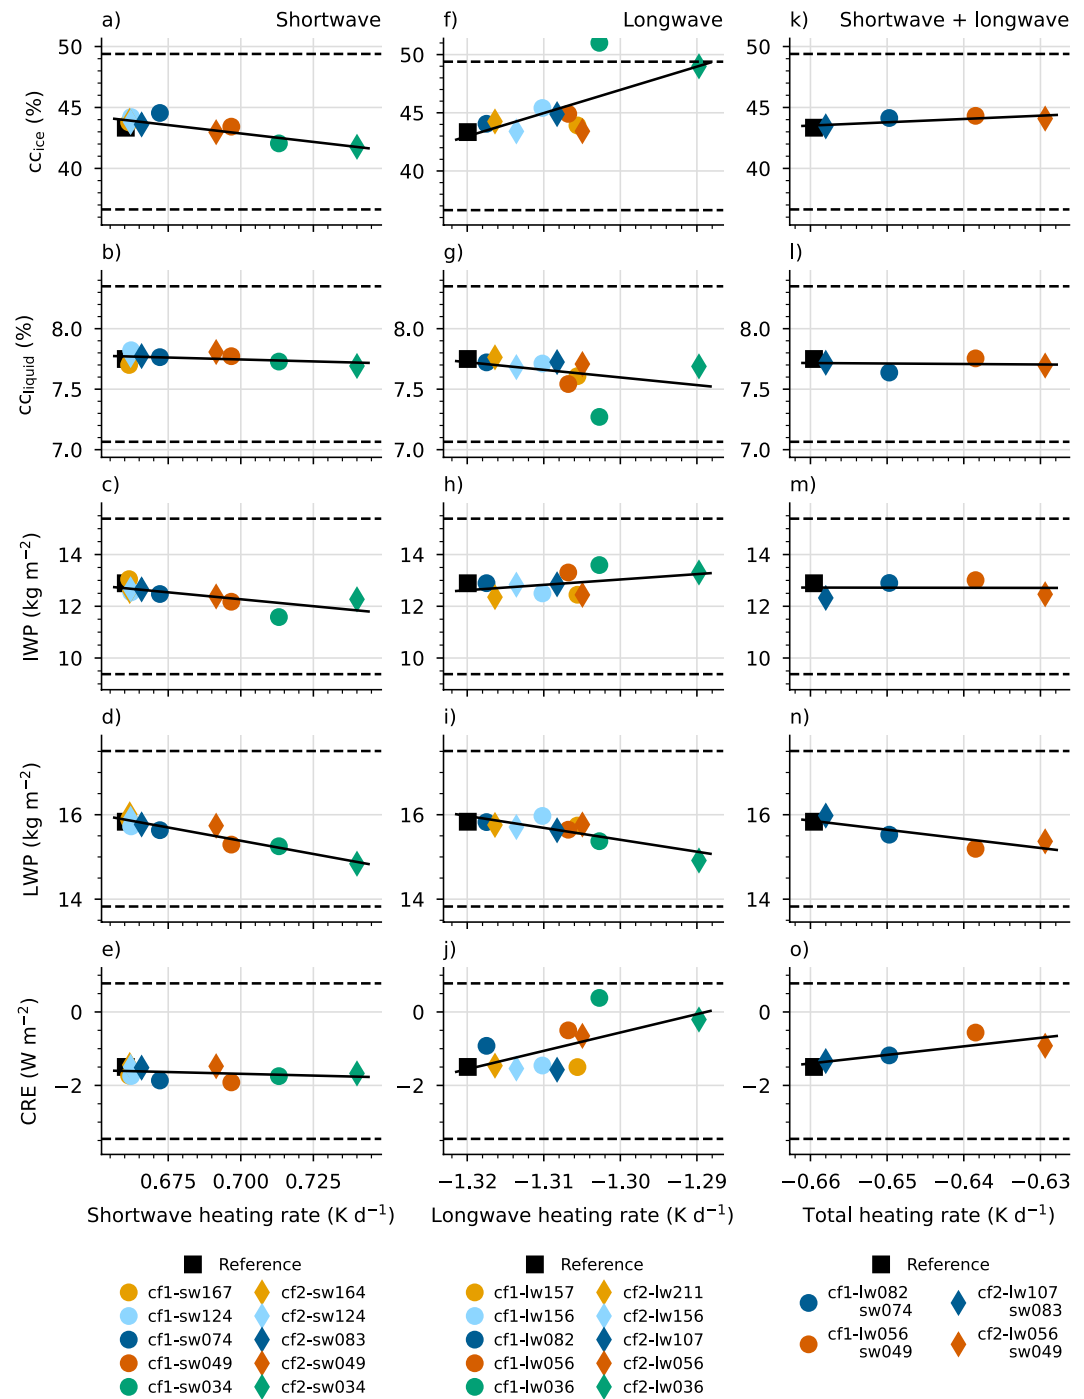 a) Shortwave
f) Longwave
k) Shortwave + longwave
50
45
40
cc_ice (%)
50
45
40
50
45
40
b)
g)
l)
8.0
7.5
7.0
cc_liquid (%)
8.0
7.5
7.0
8.0
7.5
7.0
c)
h)
m)
14
12
10
IWP (kg m⁻²)
14
12
10
14
12
10
d)
i)
n)
16
14
LWP (kg m⁻²)
16
14
16
14
e)
j)
o)
0
−2
CRE (W m⁻²)
0
−2
0
−2
0.675 0.700 0.725
−1.32 −1.31 −1.30 −1.29
−0.66 −0.65 −0.64 −0.63
Shortwave heating rate (K d⁻¹)
Longwave heating rate (K d⁻¹)
Total heating rate (K d⁻¹)
Reference
cf1-sw167 cf2-sw164
cf1-sw124 cf2-sw124
cf1-sw074 cf2-sw083
cf1-sw049 cf2-sw049
cf1-sw034 cf2-sw034
Reference
cf1-lw157 cf2-lw211
cf1-lw156 cf2-lw156
cf1-lw082 cf2-lw107
cf1-lw056 cf2-lw056
cf1-lw036 cf2-lw036
Reference
cf1-lw082 cf2-lw107
sw074 sw083
cf1-lw056 cf2-lw056
sw049 sw049